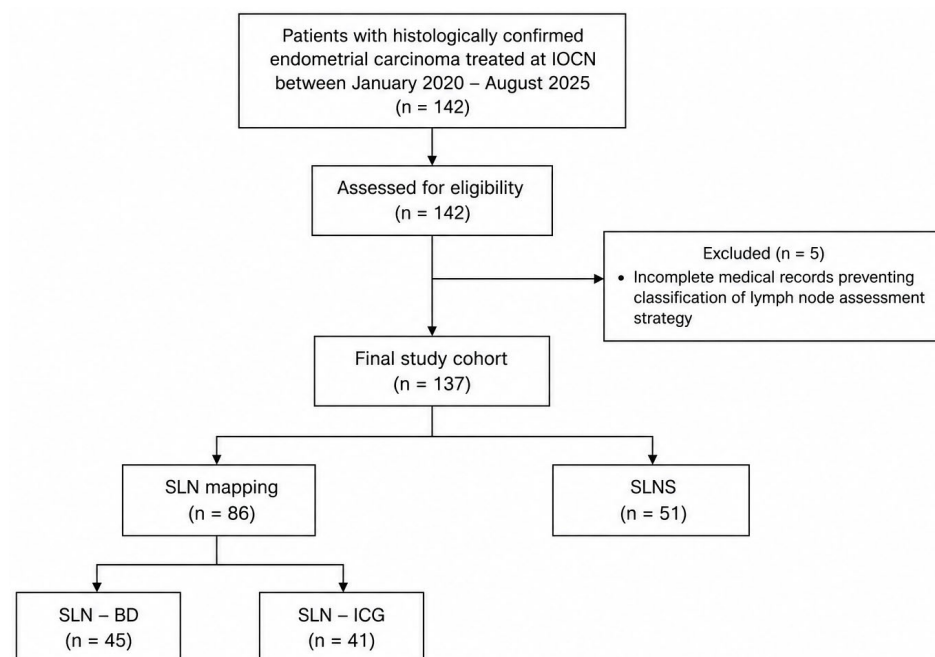 Patients with histologically confirmed
endometrial carcinoma treated at IOCN
between January 2020 – August 2025
(n = 142)
Assessed for eligibility
(n = 142)
Excluded (n = 5)
• Incomplete medical records preventing
classification of lymph node assessment
strategy
Final study cohort
(n = 137)
SLN mapping
(n = 86)
SLNS
(n = 51)
SLN – BD
(n = 45)
SLN – ICG
(n = 41)